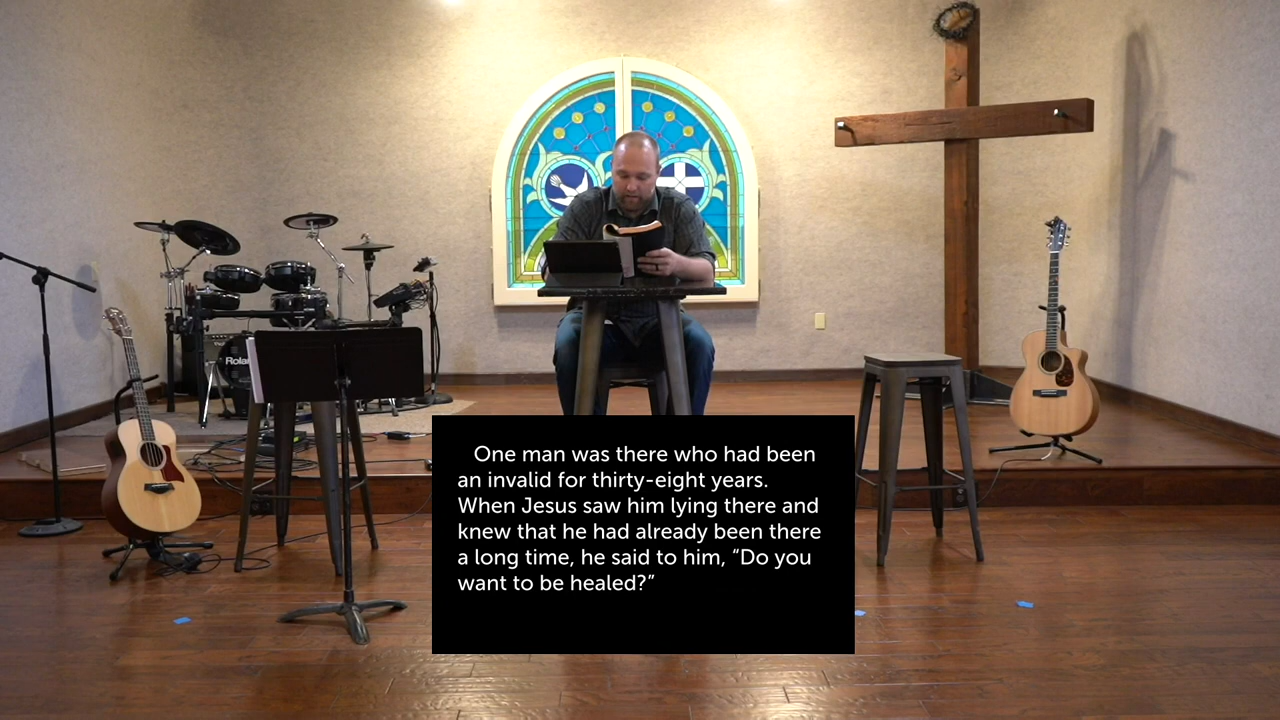 Roland
One man was there who had been
an invalid for thirty-eight years.
When Jesus saw him lying there and
knew that he had already been there
a long time, he said to him, “Do you
want to be healed?”